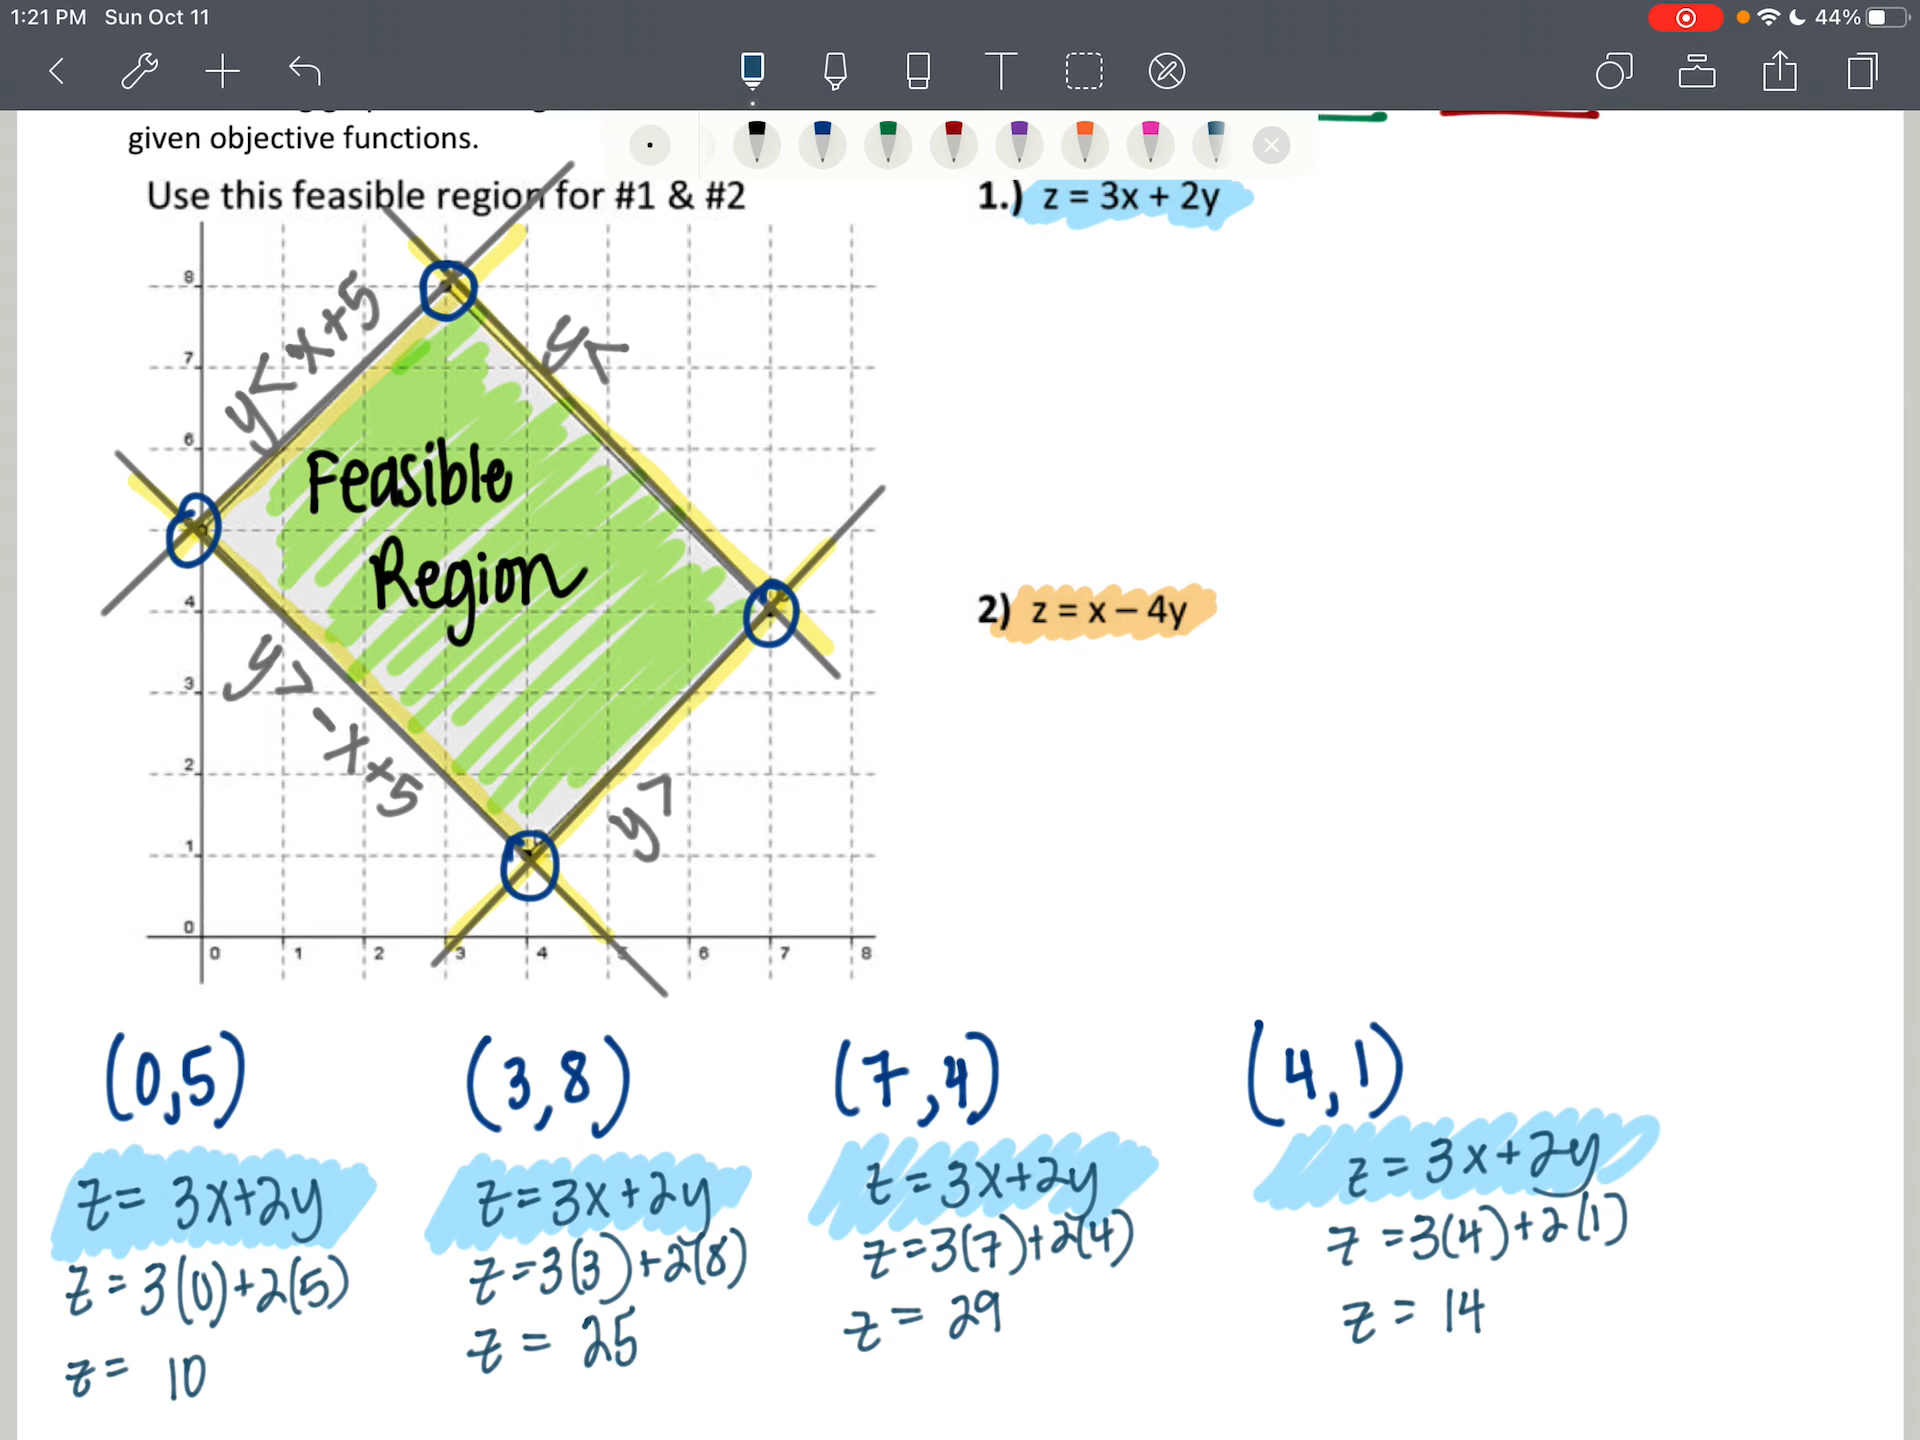 1:21 PM Sun Oct 11
44%
given objective functions.
Use this feasible region for #1 & #2
1.) z = 3x + 2y
8
7
6
4
3
2
1
0
0 1 2 3 4 5 6 7 8
y< x+5
y<
Feasible
Region
y> -x+5
y>
2) z = x – 4y
(0,5) (3,8) (7,4) (4,1)
z= 3x+2y z=3x+2y z=3x+2y z=3x+2y
z=3(0)+2(5) z=3(3)+2(8) z=3(7)+2(4) z=3(4)+2(1)
z= 10 z= 25 z= 29 z= 14